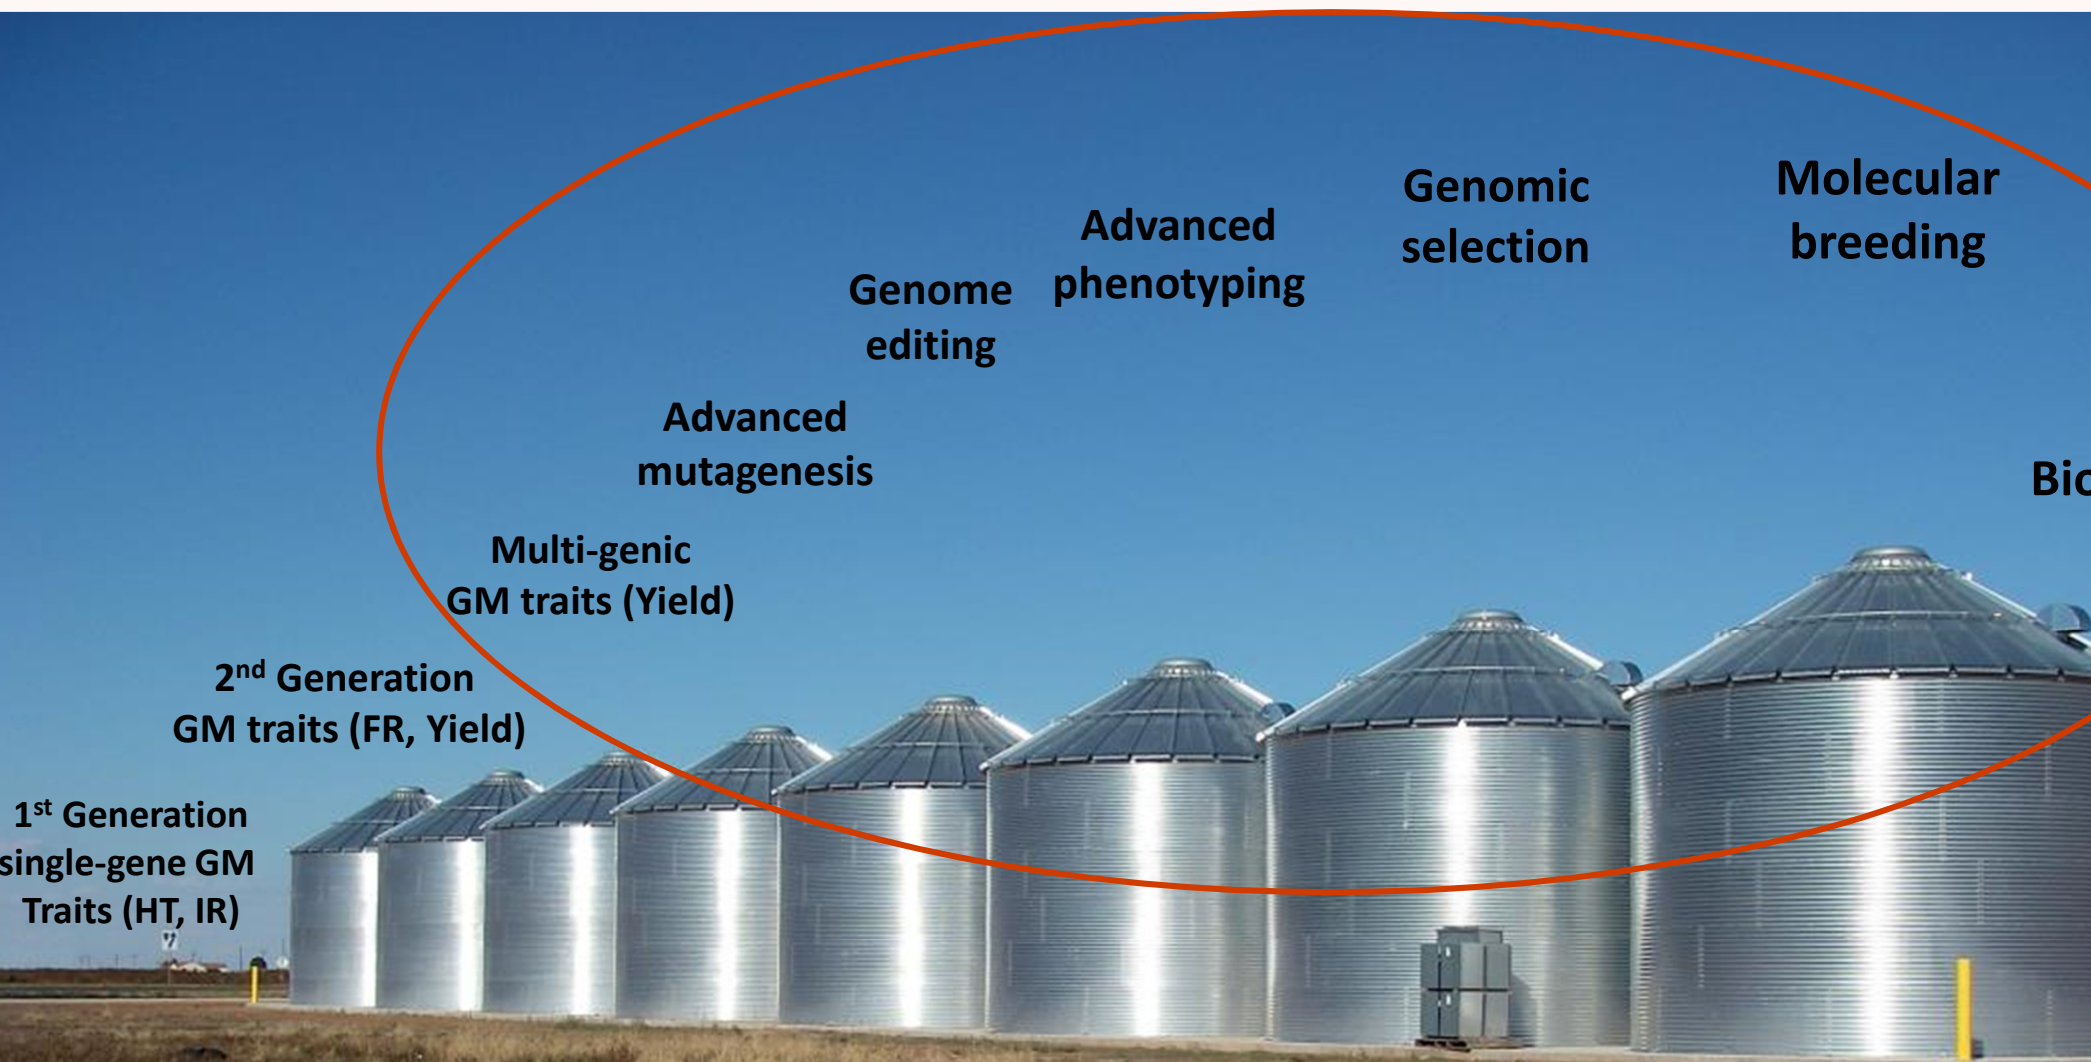 Genomic
selection
Molecular
breeding
Advanced
phenotyping
Genome
editing
Advanced
mutagenesis
Bio
Multi-genic
GM traits (Yield)
2nd Generation
GM traits (FR, Yield)
1st Generation
single-gene GM
Traits (HT, IR)